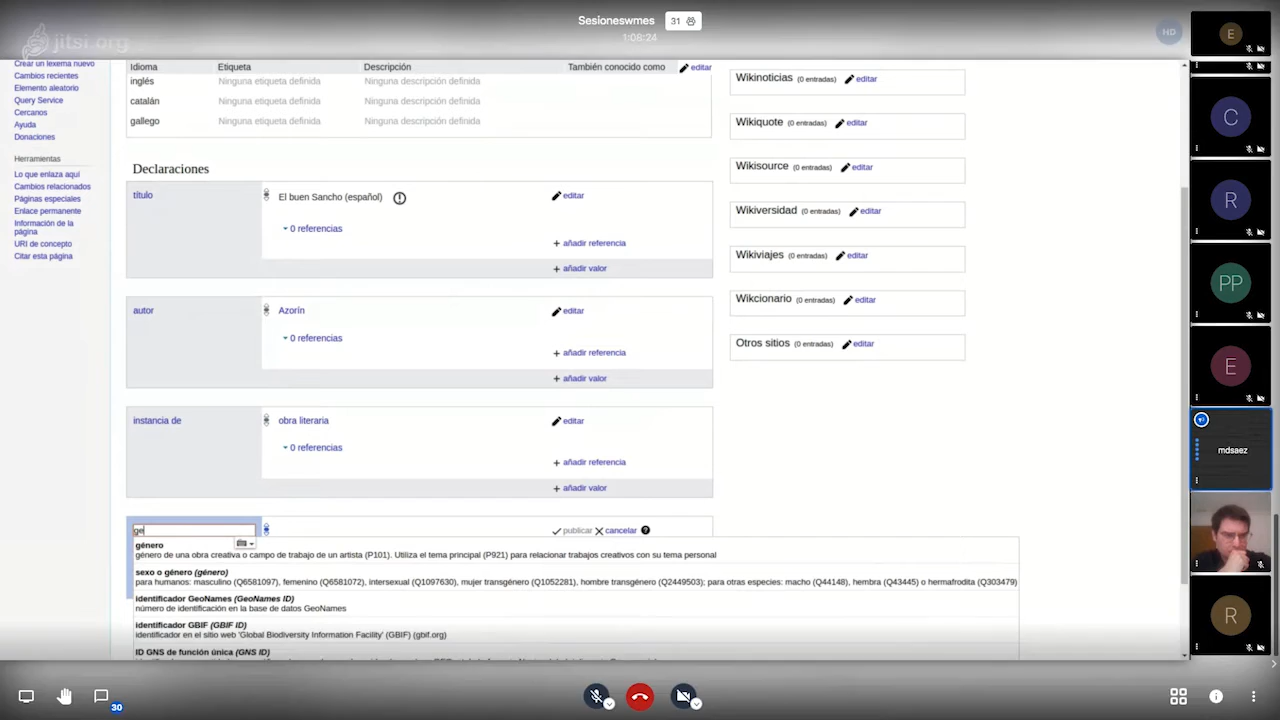 Sesioneswmes 31
1:08:24
jitsi.org
HD
E
Crear un lexema nuevo
Cambios recientes
Elemento aleatorio
Query Service
Cercanos
Ayuda
Donaciones
Herramientas
Lo que enlaza aquí
Cambios relacionados
Páginas especiales
Enlace permanente
Información de la
página
URI de concepto
Citar esta página
Idioma Etiqueta Descripción También conocido como editar
inglés Ninguna etiqueta definida Ninguna descripción definida
catalán Ninguna etiqueta definida Ninguna descripción definida
gallego Ninguna etiqueta definida Ninguna descripción definida
Declaraciones
título El buen Sancho (español) editar
0 referencias
+ añadir referencia
+ añadir valor
autor Azorín editar
0 referencias
+ añadir referencia
+ añadir valor
instancia de obra literaria editar
0 referencias
+ añadir referencia
+ añadir valor
ge publicar cancelar
género
género de una obra creativa o campo de trabajo de un artista (P101). Utiliza el tema principal (P921) para relacionar trabajos creativos con su tema personal
sexo o género (género)
para humanos: masculino (Q6581097), femenino (Q6581072), intersexual (Q1097630), mujer transgénero (Q1052281), hombre transgénero (Q2449503); para otras especies: macho (Q44148), hembra (Q43445) o hermafrodita (Q303479)
identificador GeoNames (GeoNames ID)
número de identificación en la base de datos GeoNames
identificador GBIF (GBIF ID)
identificador en el sitio web 'Global Biodiversity Information Facility' (GBIF) (gbif.org)
ID GNS de función única (GNS ID)
Wikinoticias (0 entradas) editar
Wikiquote (0 entradas) editar
Wikisource (0 entradas) editar
Wikiversidad (0 entradas) editar
Wikiviajes (0 entradas) editar
Wikcionario (0 entradas) editar
Otros sitios (0 entradas) editar
C
R
PP
E
mdsaez
R
30